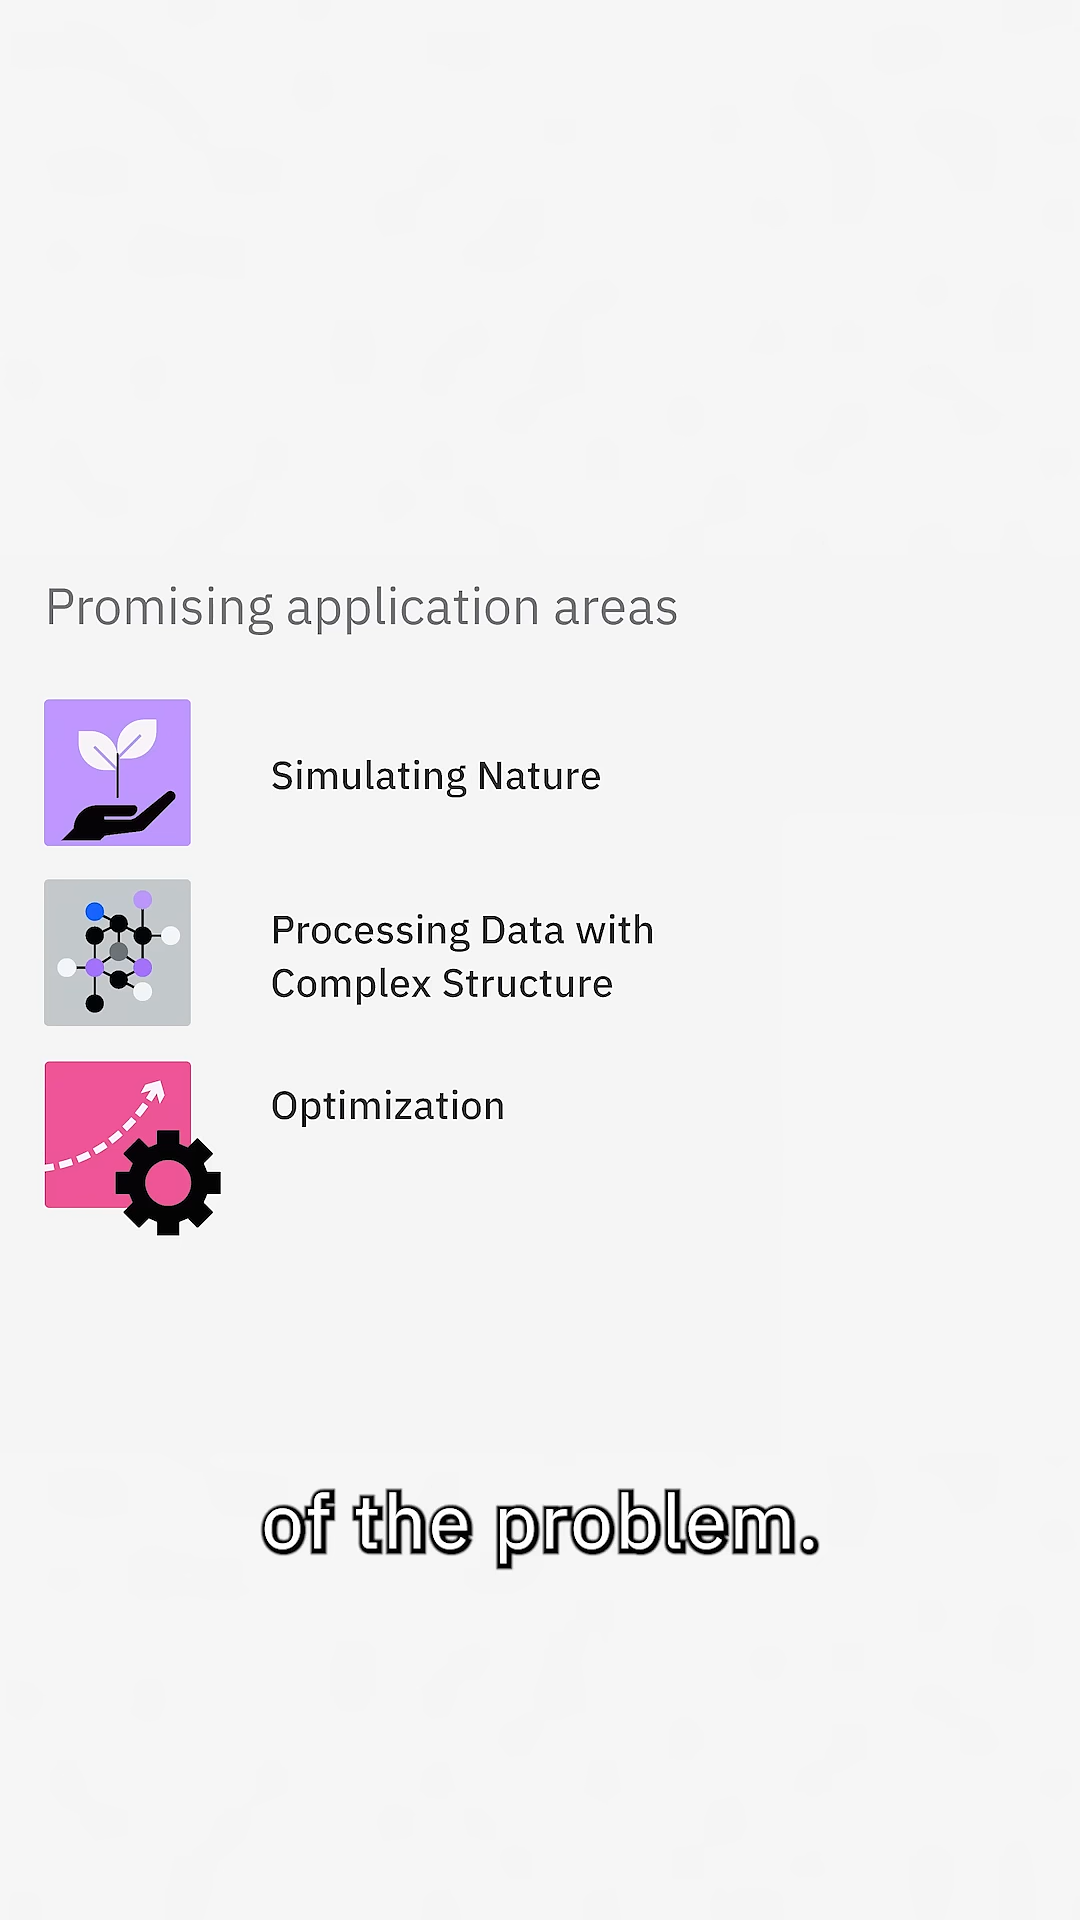 Promising application areas
Simulating Nature
Processing Data with
Complex Structure
Optimization
of the problem.